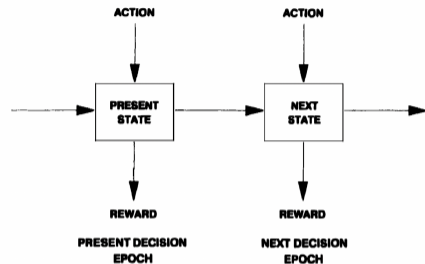 ACTION
ACTION
PRESENT
STATE
NEXT
STATE
REWARD
REWARD
PRESENT DECISION
EPOCH
NEXT DECISION
EPOCH